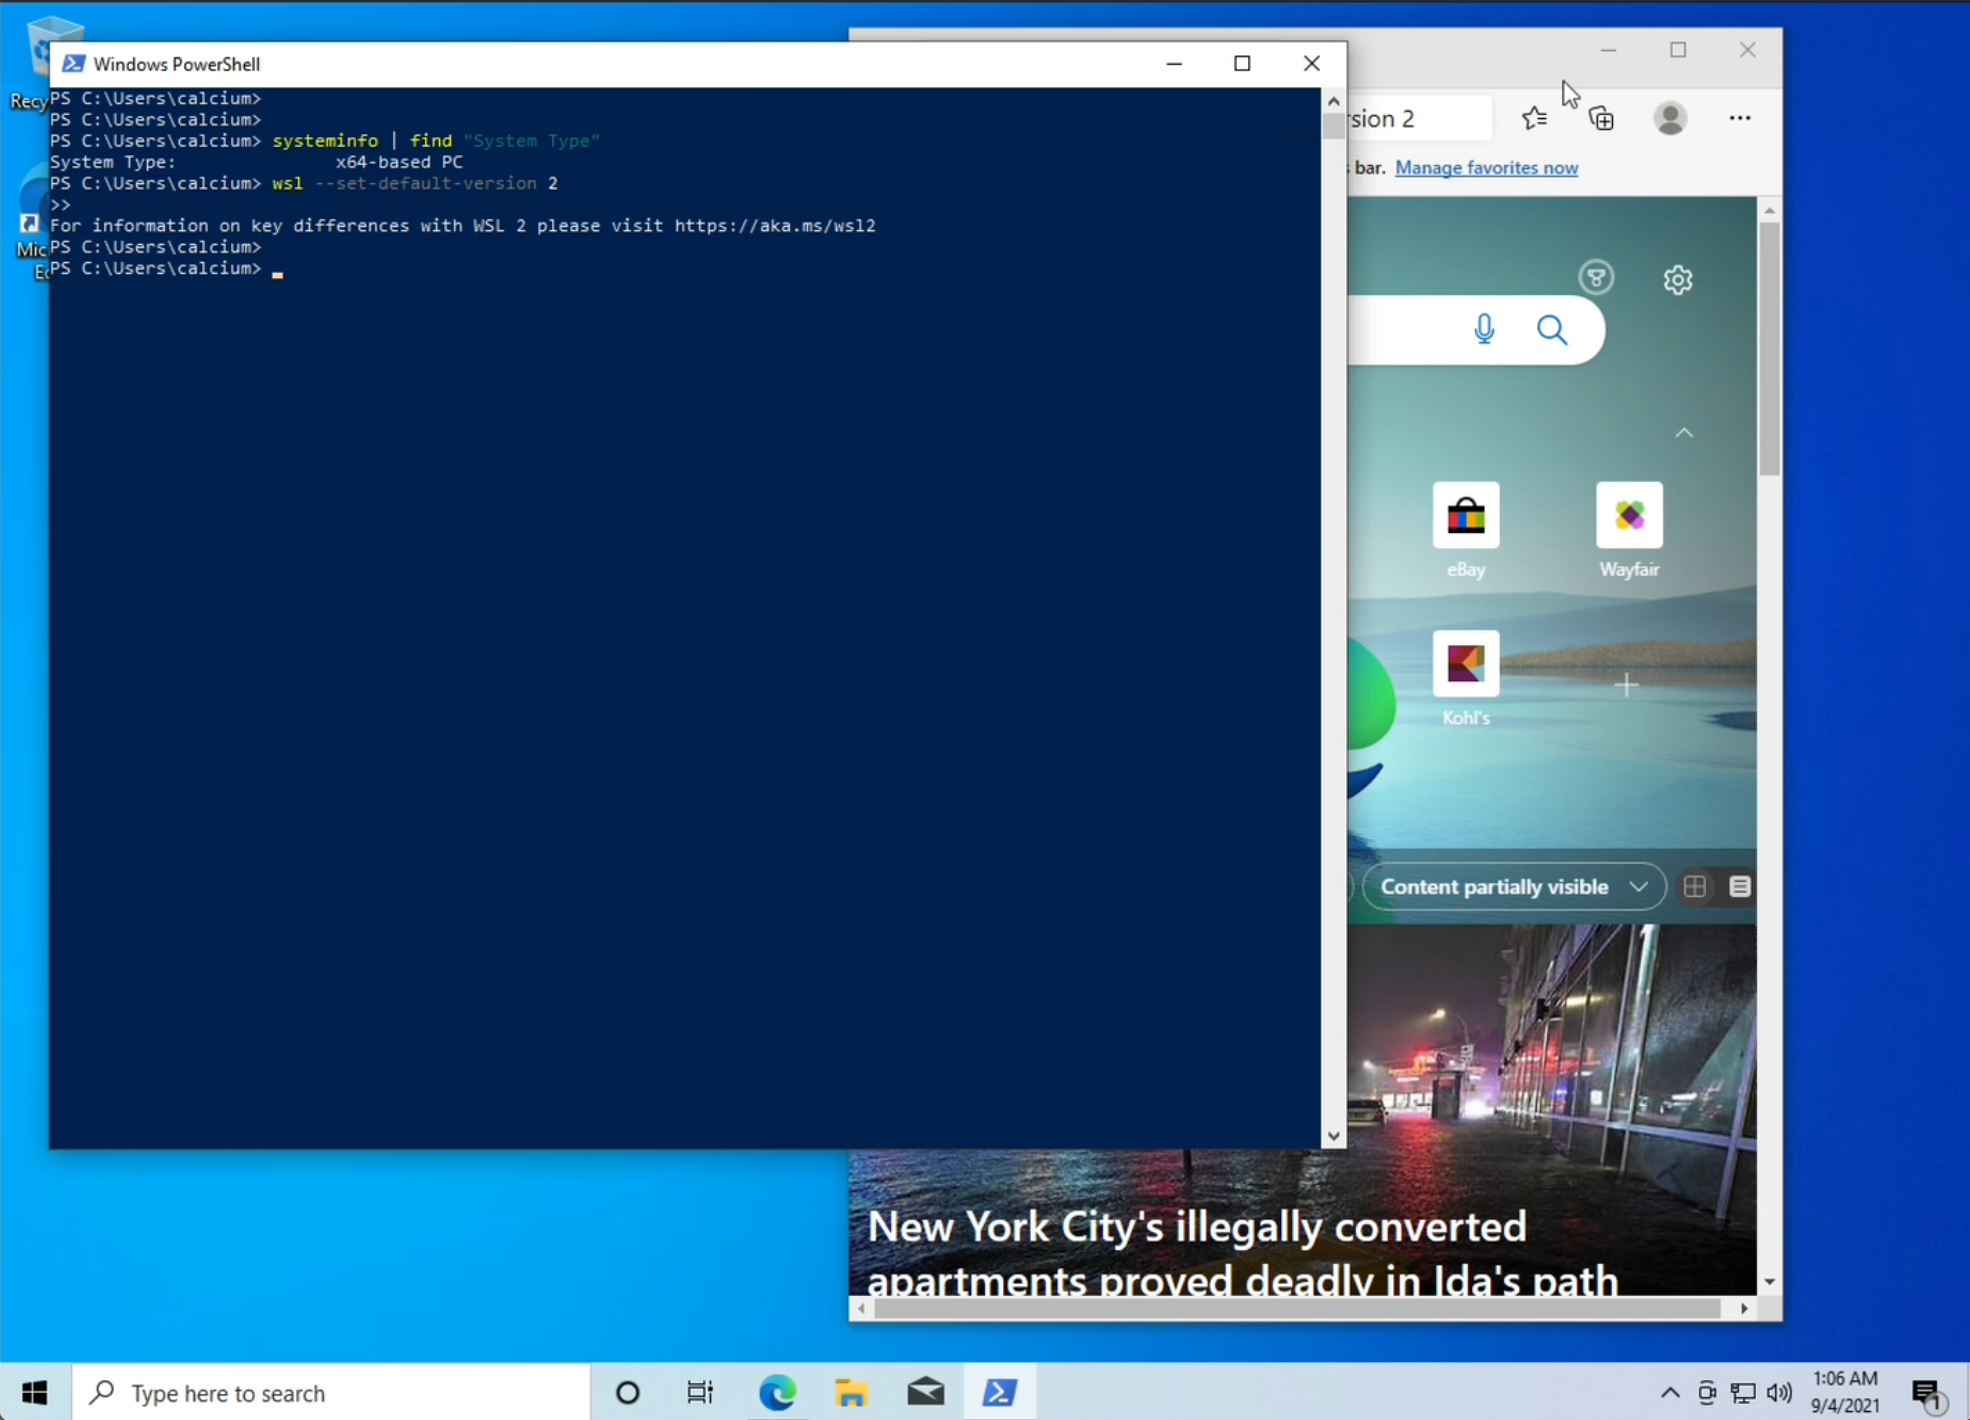 Windows PowerShell
PS C:\Users\calcium>
PS C:\Users\calcium>
PS C:\Users\calcium> systeminfo | find "System Type"
System Type:               x64-based PC
PS C:\Users\calcium> wsl --set-default-version 2
>>
For information on key differences with WSL 2 please visit https://aka.ms/wsl2
PS C:\Users\calcium>
PS C:\Users\calcium>
Recy
Mic
Ed
rsion 2
bar. Manage favorites now
eBay
Wayfair
Kohl's
Content partially visible
New York City's illegally converted
apartments proved deadly in Ida's path
Type here to search
1:06 AM
9/4/2021
1